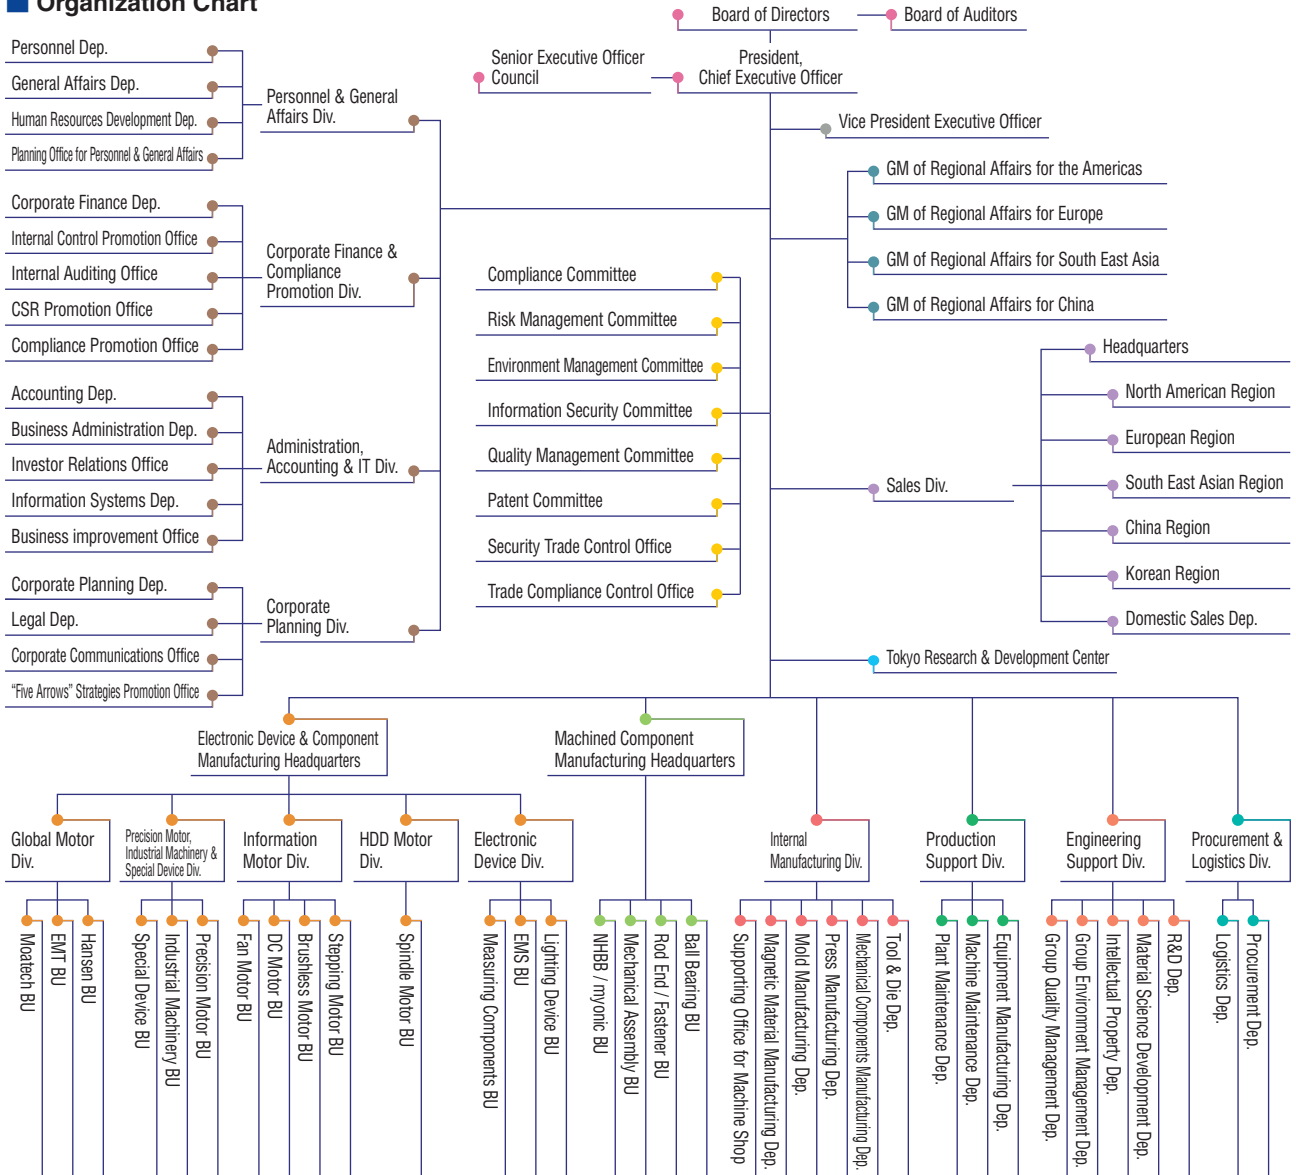 Organization Chart
Board of Directors
Board of Auditors
Senior Executive Officer
Council
President,
Chief Executive Officer
Vice President Executive Officer
GM of Regional Affairs for the Americas
GM of Regional Affairs for Europe
GM of Regional Affairs for South East Asia
GM of Regional Affairs for China
Personnel Dep.
General Affairs Dep.
Human Resources Development Dep.
Planning Office for Personnel & General Affairs
Personnel & General
Affairs Div.
Corporate Finance Dep.
Internal Control Promotion Office
Internal Auditing Office
CSR Promotion Office
Compliance Promotion Office
Corporate Finance &
Compliance
Promotion Div.
Accounting Dep.
Business Administration Dep.
Investor Relations Office
Information Systems Dep.
Business improvement Office
Administration,
Accounting & IT Div.
Corporate Planning Dep.
Legal Dep.
Corporate Communications Office
“Five Arrows” Strategies Promotion Office
Corporate
Planning Div.
Compliance Committee
Risk Management Committee
Environment Management Committee
Information Security Committee
Quality Management Committee
Patent Committee
Security Trade Control Office
Trade Compliance Control Office
Sales Div.
Headquarters
North American Region
European Region
South East Asian Region
China Region
Korean Region
Domestic Sales Dep.
Tokyo Research & Development Center
Electronic Device & Component
Manufacturing Headquarters
Machined Component
Manufacturing Headquarters
Global Motor
Div.
Precision Motor,
Industrial Machinery &
Special Device Div.
Information
Motor Div.
HDD Motor
Div.
Electronic
Device Div.
Internal
Manufacturing Div.
Production
Support Div.
Engineering
Support Div.
Procurement &
Logistics Div.
Moatech BU
EMT BU
Hansen BU
Special Device BU
Industrial Machinery BU
Precision Motor BU
Fan Motor BU
DC Motor BU
Brushless Motor BU
Stepping Motor BU
Spindle Motor BU
Measuring Components BU
EMS BU
Lighting Device BU
NHBB / myonic BU
Mechanical Assembly BU
Rod End / Fastener BU
Ball Bearing BU
Supporting Office for Machine Shop
Magnetic Material Manufacturing Dep.
Mold Manufacturing Dep.
Press Manufacturing Dep.
Mechanical Components Manufacturing Dep.
Tool & Die Dep.
Plant Maintenance Dep.
Machine Maintenance Dep.
Equipment Manufacturing Dep.
Group Quality Management Dep.
Group Environment Management Dep.
Intellectual Property Dep.
Material Science Development Dep.
R&D Dep.
Logistics Dep.
Procurement Dep.